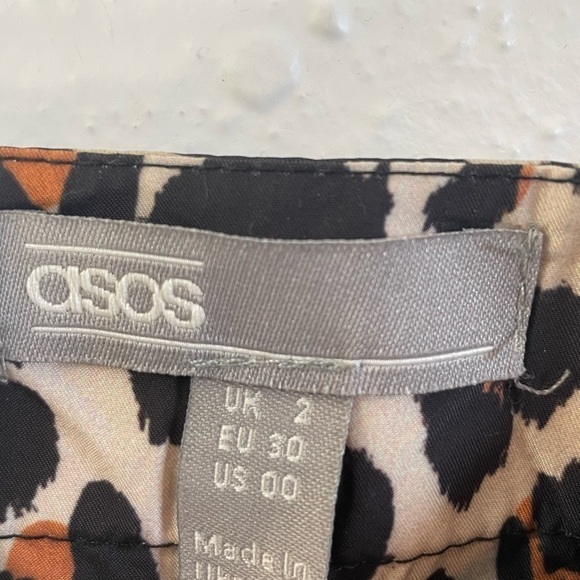 asos
UK 2
EU 30
US 00
Made In